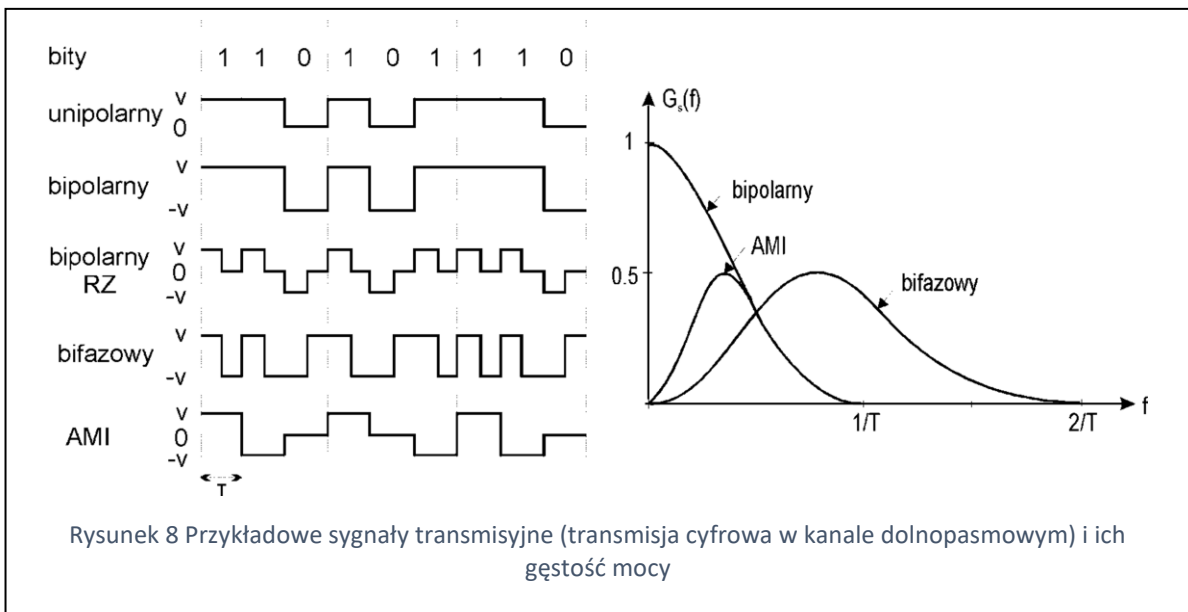 bity 1 1 0 1 0 1 1 1 0
unipolarny v 0
bipolarny v -v
bipolarny RZ v 0 -v
bifazowy v -v
AMI v 0 -v
T
Gₛ(f)
1
0.5
bipolarny
AMI
bifazowy
1/T
2/T
f
Rysunek 8 Przykładowe sygnały transmisyjne (transmisja cyfrowa w kanale dolnopasmowym) i ich
gęstość mocy